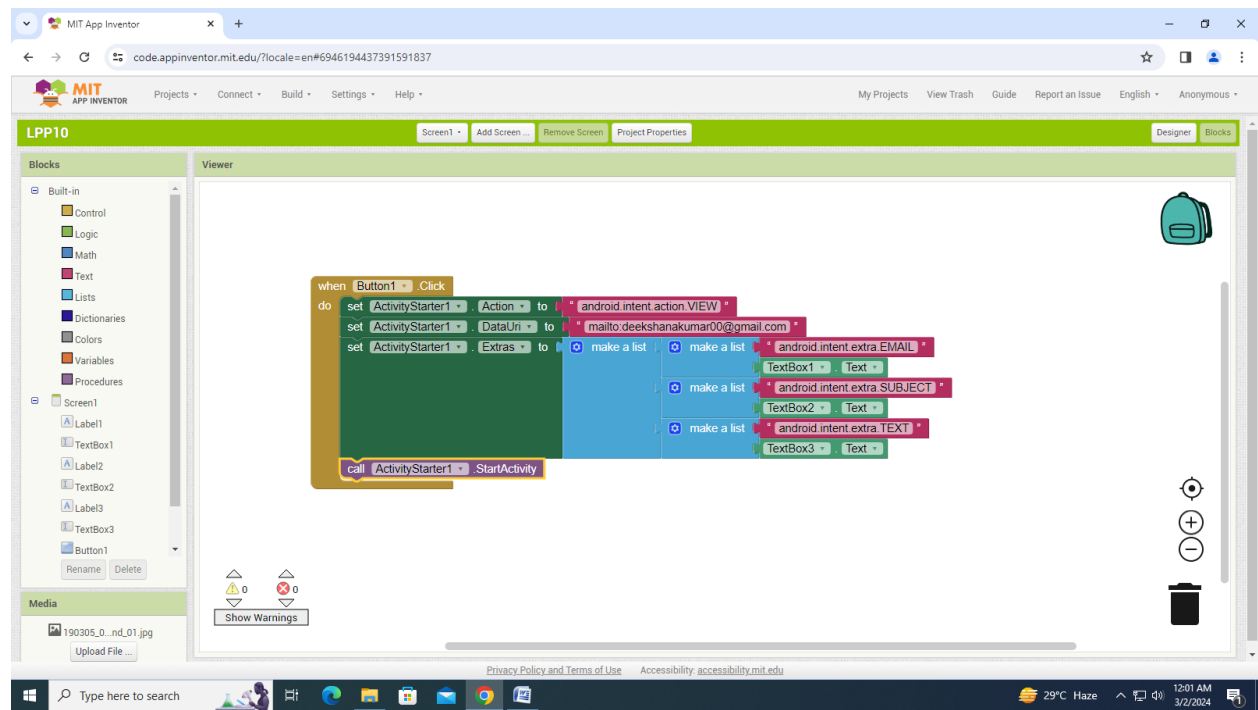 MIT App Inventor
code.appinventor.mit.edu/?locale=en#6946194437391591837
MIT
APP INVENTOR
Projects Connect Build Settings Help My Projects View Trash Guide Report an Issue English Anonymous
LPP10 Screen1 Add Screen ... Remove Screen Project Properties Designer Blocks
Blocks Viewer
Built-in
Control
Logic
Math
Text
Lists
Dictionaries
Colors
Variables
Procedures
Screen1
Label1
TextBox1
Label2
TextBox2
Label3
TextBox3
Button1
Rename Delete
when Button1 .Click
do set ActivityStarter1 . Action to " android.intent.action.VIEW "
set ActivityStarter1 . DataUri to " mailto:deekshanakumar00@gmail.com "
set ActivityStarter1 . Extras to make a list make a list " android.intent.extra.EMAIL "
TextBox1 . Text
make a list " android.intent.extra.SUBJECT "
TextBox2 . Text
make a list " android.intent.extra.TEXT "
TextBox3 . Text
call ActivityStarter1 .StartActivity
0 0
Show Warnings
Media
190305_0...nd_01.jpg
Upload File ...
Privacy Policy and Terms of Use Accessibility: accessibility.mit.edu
Type here to search 29°C Haze 12:01 AM
3/2/2024
1